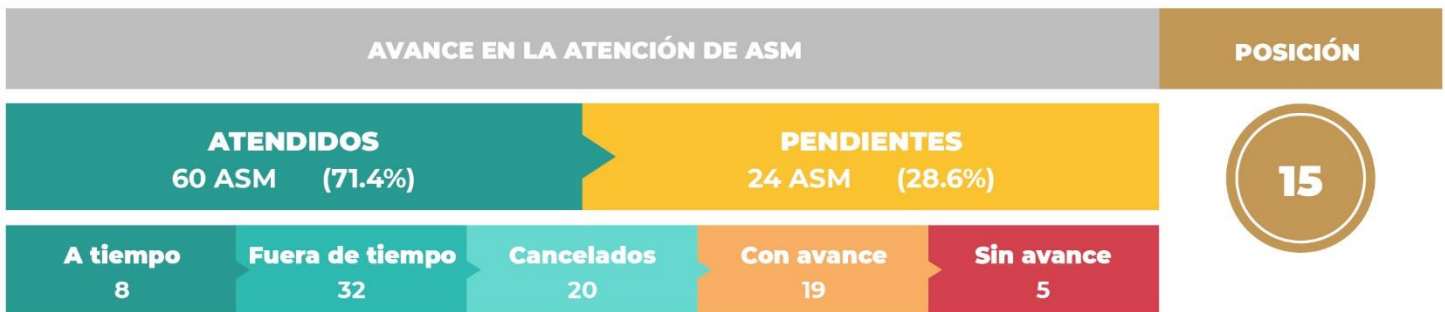 AVANCE EN LA ATENCIÓN DE ASM
POSICIÓN
ATENDIDOS
60 ASM (71.4%)
PENDIENTES
24 ASM (28.6%)
15
A tiempo
8
Fuera de tiempo
32
Cancelados
20
Con avance
19
Sin avance
5